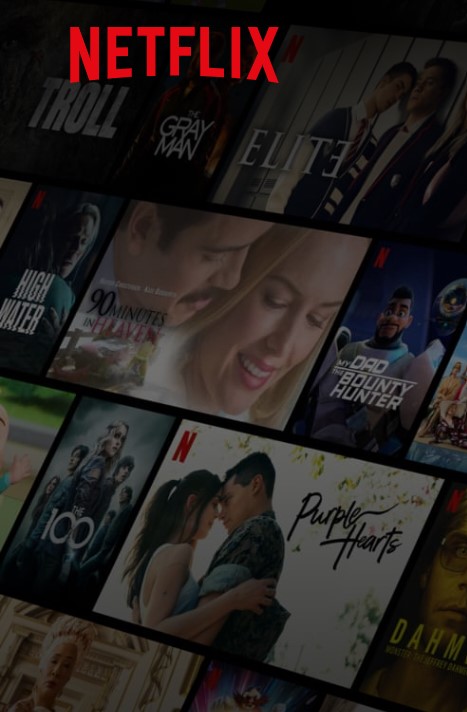 NETFLIX
N
TROLL
THE
GRAY
MAN
ELITE
N
HIGH
WATER
90 MINUTES
IN HEAVEN
N
MY DAD
THE BOUNTY
HUNTER
THE
100
N
Purple
Hearts
N
DAHM